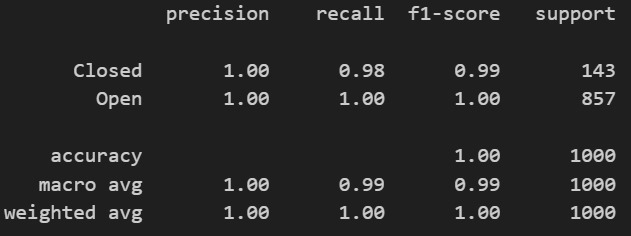 precision recall f1-score support
Closed 1.00 0.98 0.99 143
Open 1.00 1.00 1.00 857
accuracy 1.00 1000
macro avg 1.00 0.99 0.99 1000
weighted avg 1.00 1.00 1.00 1000